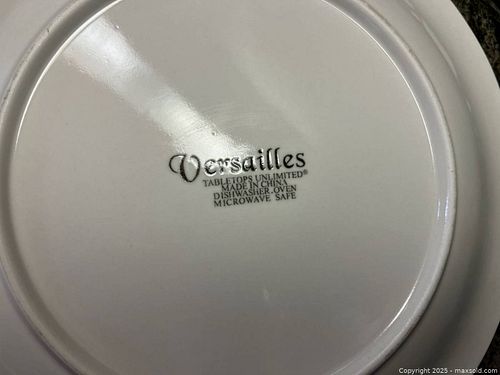 Versailles
TABLETOPS UNLIMITED®
MADE IN CHINA
DISHWASHER-OVEN
MICROWAVE SAFE
Copyright 2025 - maxsold.com